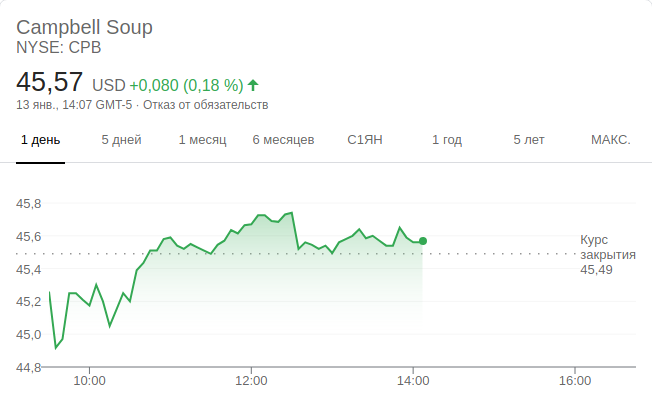 Campbell Soup
NYSE: CPB
45,57 USD +0,080 (0,18 %)
13 янв., 14:07 GMT-5 · Отказ от обязательств
1 день 5 дней 1 месяц 6 месяцев С1ЯН 1 год 5 лет МАКС.
45,8
45,6
Курс
закрытия
45,49
45,4
45,2
45,0
44,8
10:00 12:00 14:00 16:00